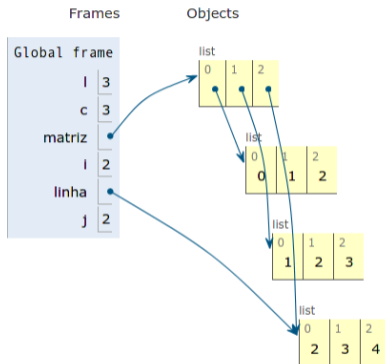 Frames Objects
Global frame
l 3
c 3
matriz
i 2
linha
j 2
list
0 1 2
list
0 1 2
0 1 2
list
0 1 2
1 2 3
list
0 1 2
2 3 4